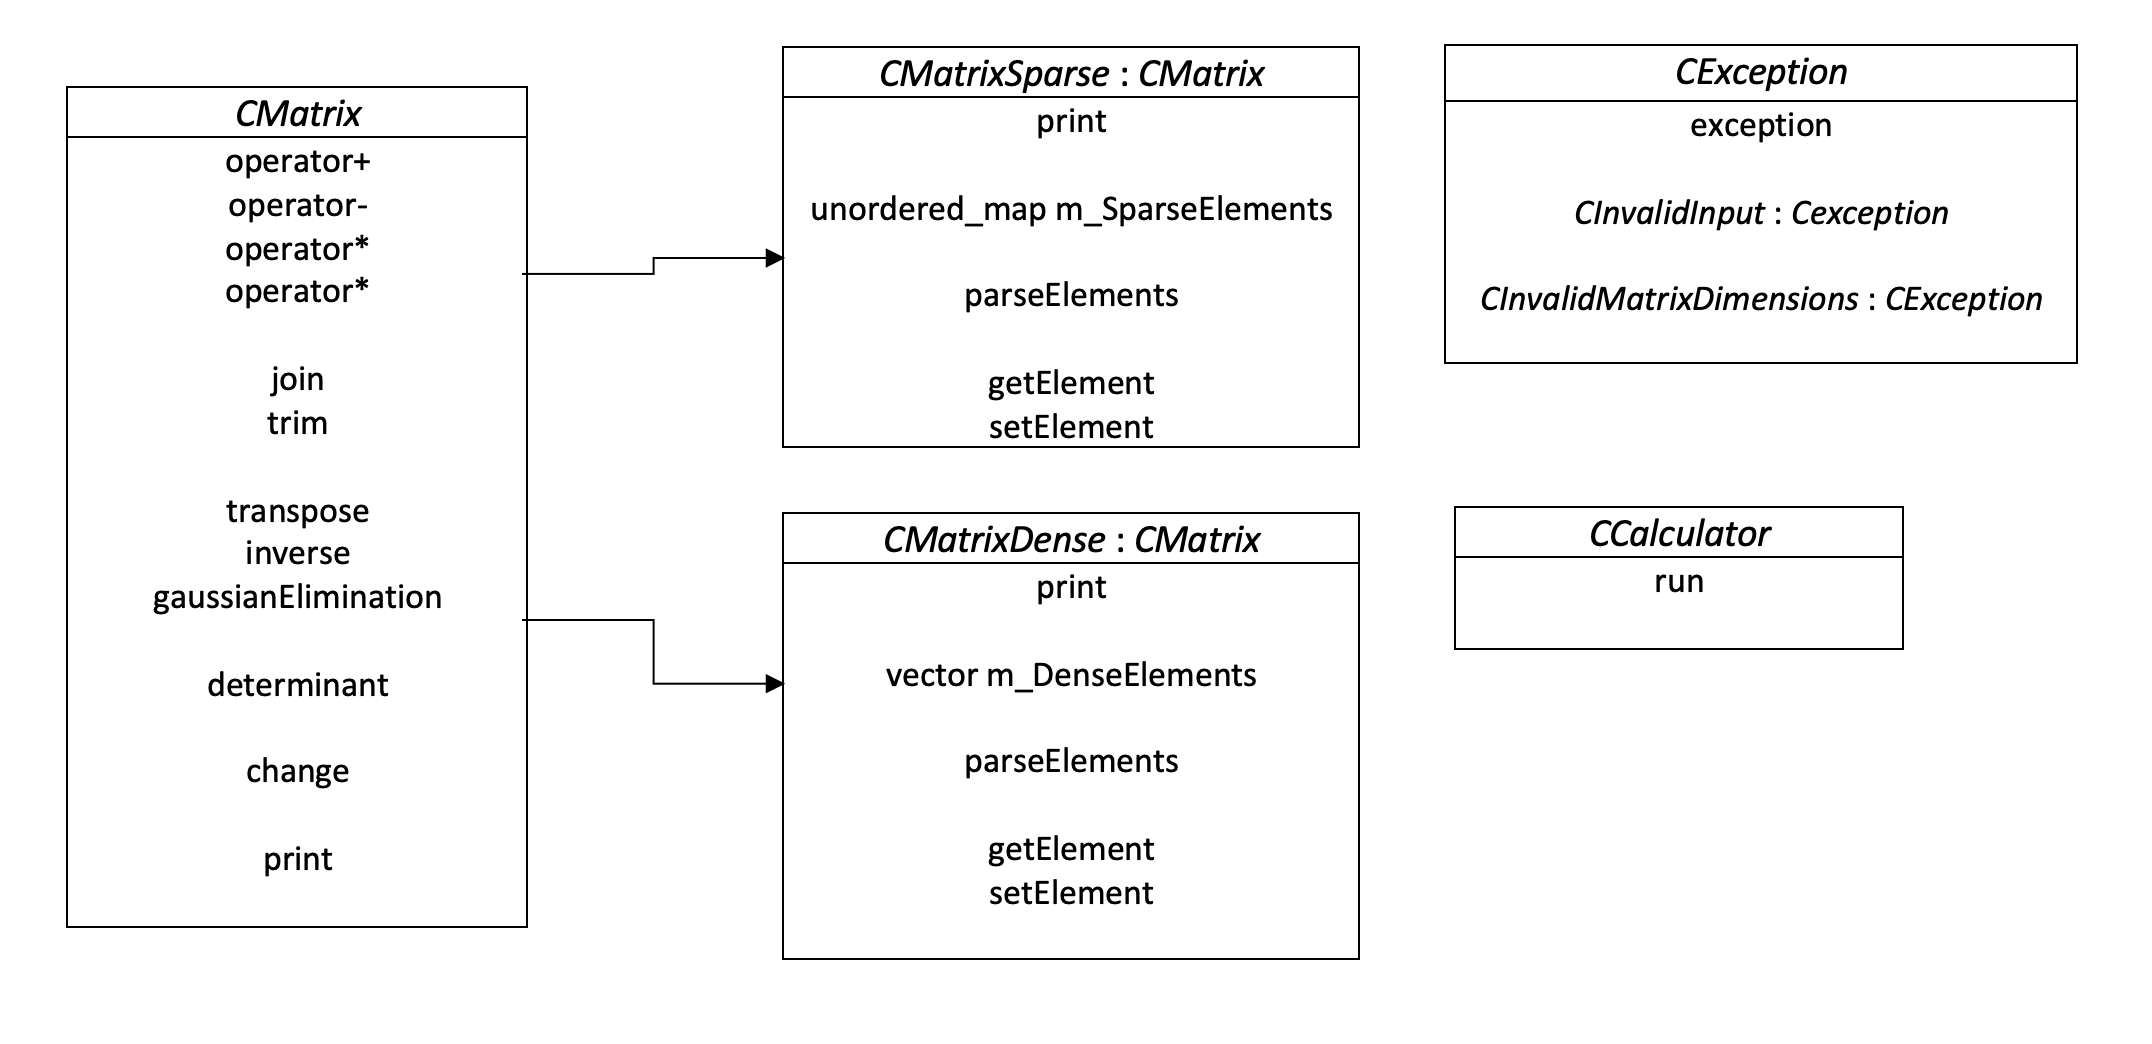 CMatrix
operator+
operator-
operator*
operator*
join
trim
transpose
inverse
gaussianElimination
determinant
change
print
CMatrixSparse : CMatrix
print
unordered_map m_SparseElements
parseElements
getElement
setElement
CMatrixDense : CMatrix
print
vector m_DenseElements
parseElements
getElement
setElement
CException
exception
CInvalidInput : Cexception
CInvalidMatrixDimensions : CException
CCalculator
run